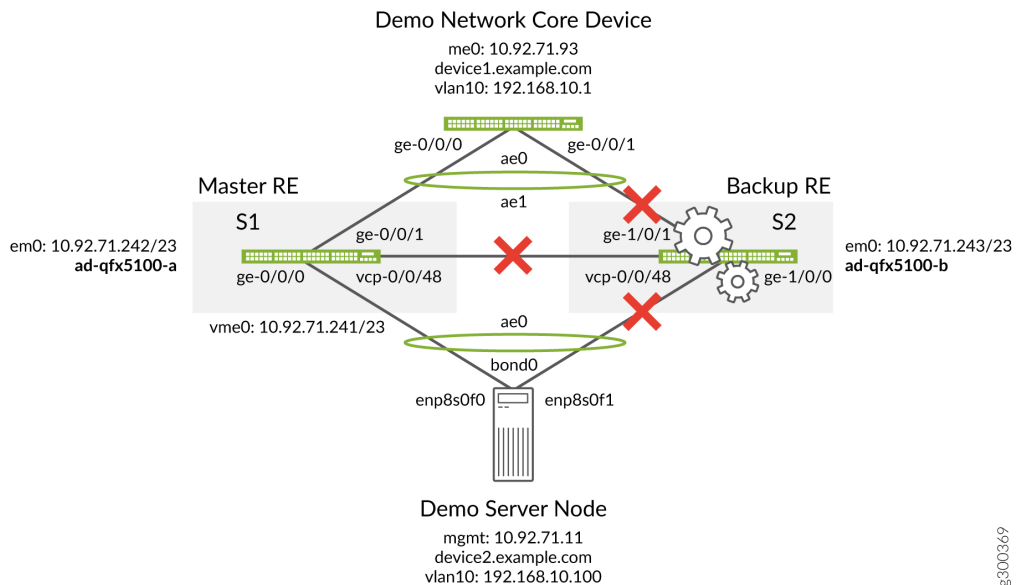 Demo Network Core Device
me0: 10.92.71.93
device1.example.com
vlan10: 192.168.10.1
ge-0/0/0
ge-0/0/1
ae0
ae1
Master RE
Backup RE
S1
S2
ge-0/0/1
ge-1/0/1
em0: 10.92.71.242/23
ad-qfx5100-a
em0: 10.92.71.243/23
ad-qfx5100-b
ge-0/0/0
vcp-0/0/48
vcp-0/0/48
ge-1/0/0
vme0: 10.92.71.241/23
ae0
bond0
enp8s0f0
enp8s0f1
Demo Server Node
mgmt: 10.92.71.11
device2.example.com
vlan10: 192.168.10.100
g300369